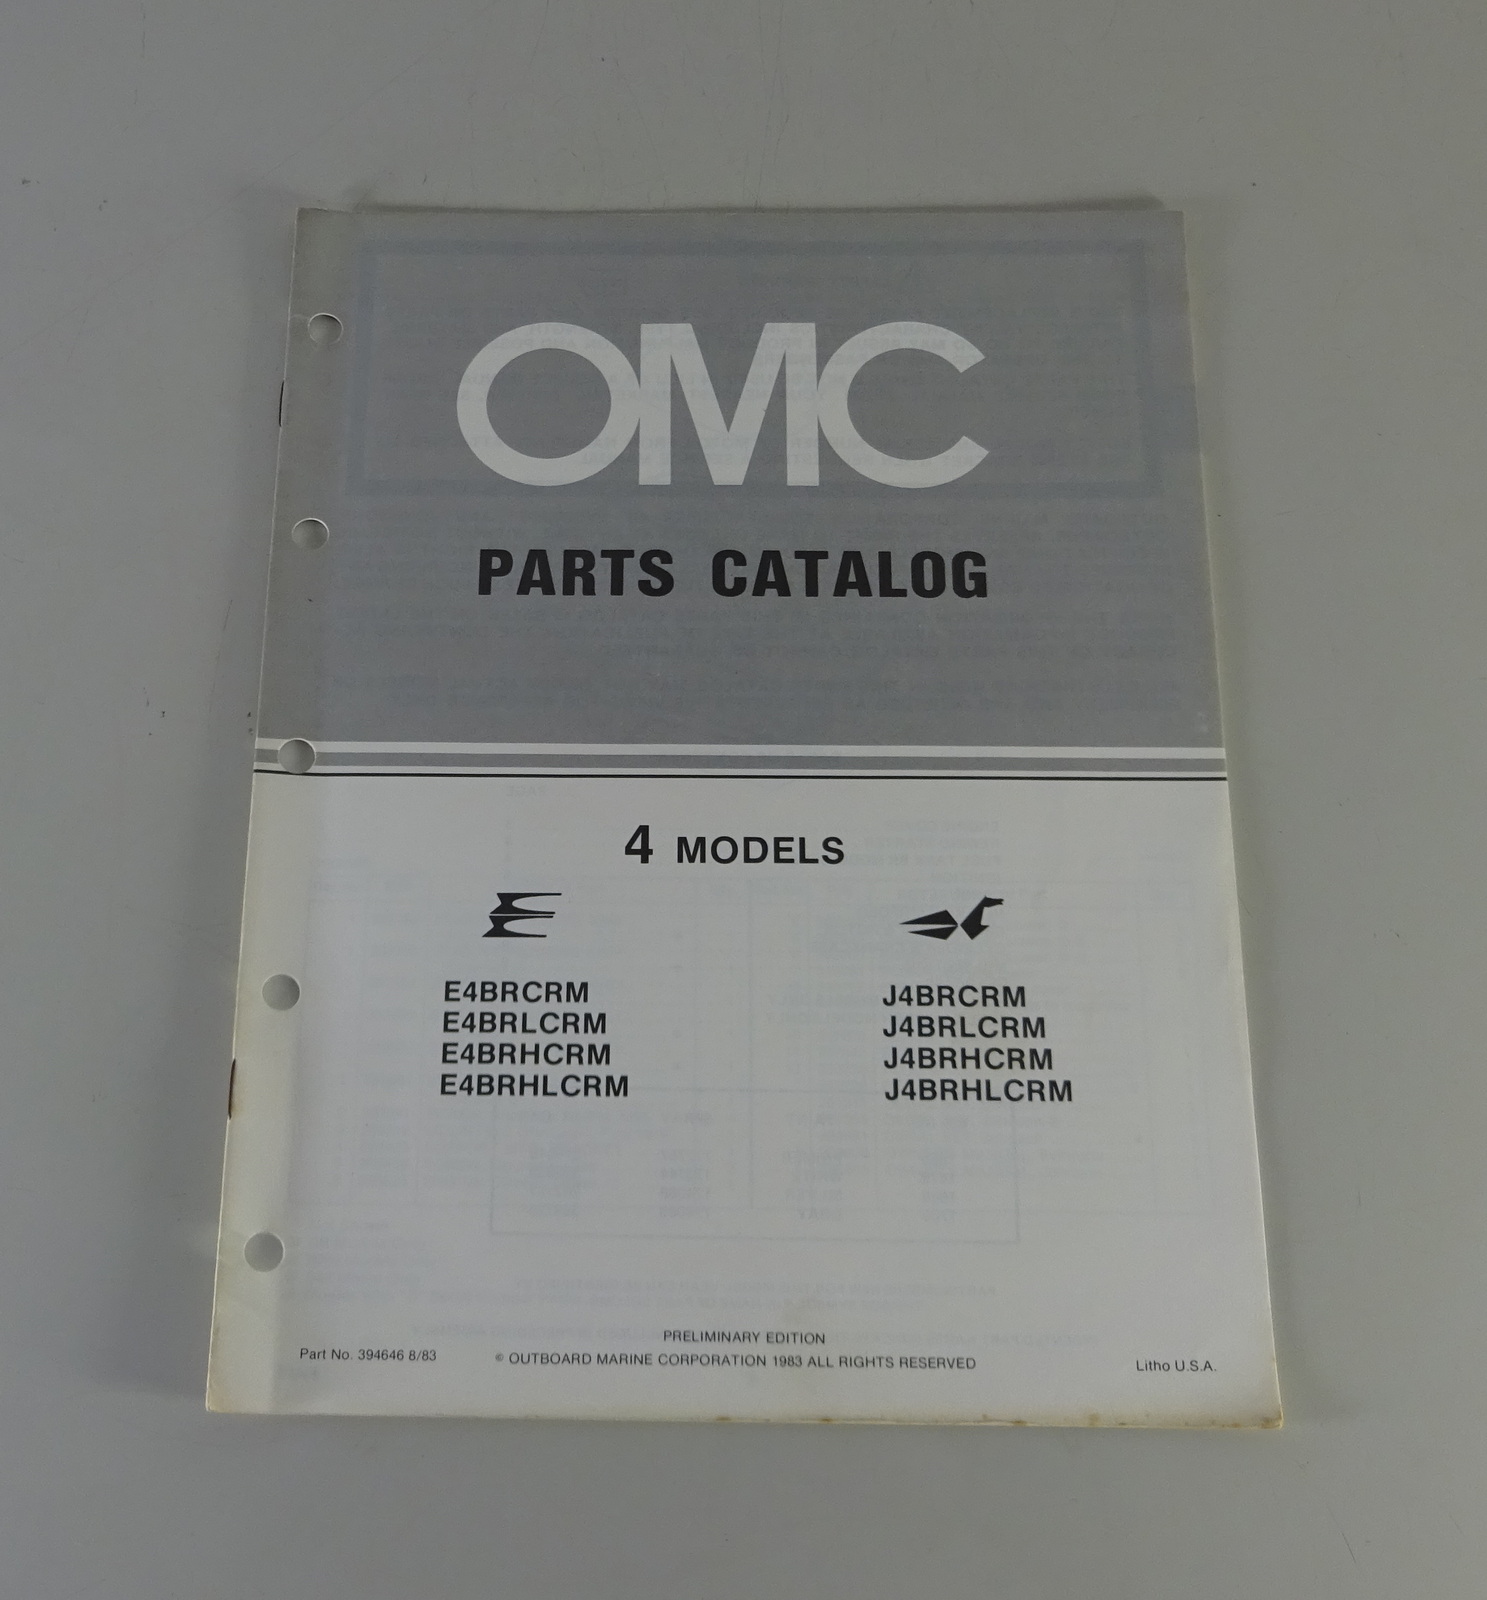 OMC
PARTS CATALOG
4 MODELS
E4BRCRM
E4BRLCRM
E4BRHCRM
E4BRHLCRM
J4BRCRM
J4BRLCRM
J4BRHCRM
J4BRHLCRM
PRELIMINARY EDITION
Part No. 394646 8/83
© OUTBOARD MARINE CORPORATION 1983 ALL RIGHTS RESERVED
Litho U.S.A.